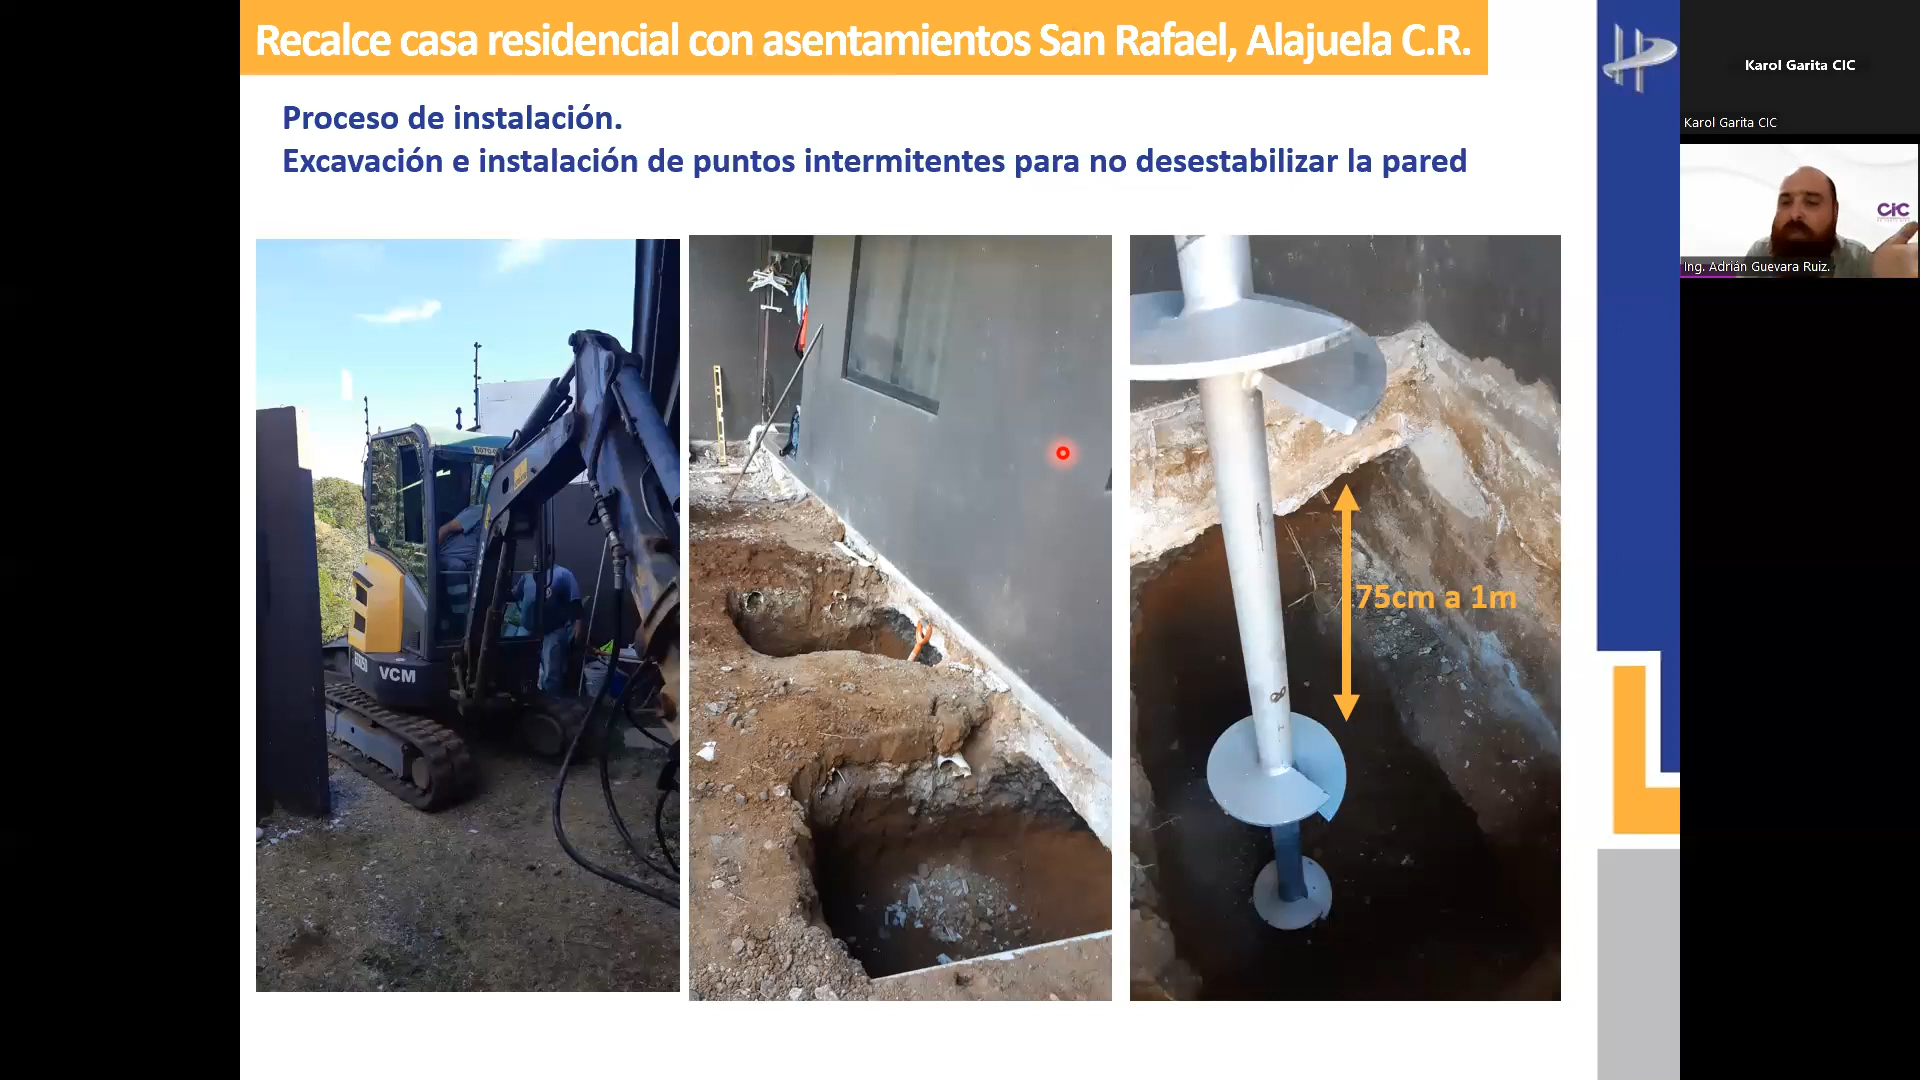 Recalce casa residencial con asentamientos San Rafael, Alajuela C.R.
Proceso de instalación.
Excavación e instalación de puntos intermitentes para no desestabilizar la pared
VCM
75cm a 1m
Karol Garita CIC
Karol Garita CIC
CIC
Ing. Adrián Guevara Ruiz.